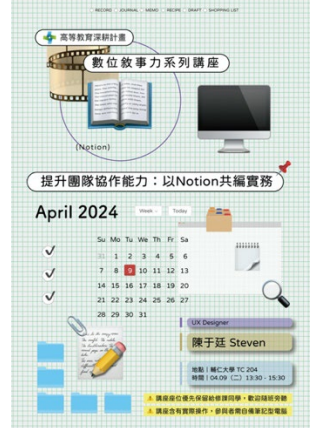 RECORD JOURNAL MEMO RECIPE DRAFT SHOPPING LIST
高等教育深耕計畫
數位敘事力系列講座
(Notion)
提升團隊協作能力：以Notion共編實務
April 2024
Week
Today
Su Mo Tu We Th Fr Sa
31 1 2 3 4 5 6
7 8 9 10 11 12 13
14 15 16 17 18 19 20
21 22 23 24 25 26 27
28 29 30 31
UX Designer
陳于廷 Steven
地點｜輔仁大學 TC 204
時間｜04.09（二）13:30 - 15:30
講座座位優先保留給修課同學，歡迎隨班旁聽
講座含有實際操作，參與者需自備筆記型電腦